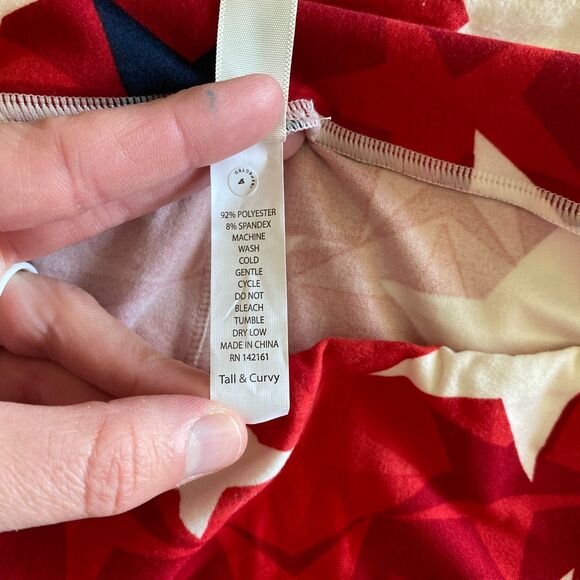 92% POLYESTER
8% SPANDEX
MACHINE
WASH
COLD
GENTLE
CYCLE
DO NOT
BLEACH
TUMBLE
DRY LOW
MADE IN CHINA
RN 142161
Tall & Curvy